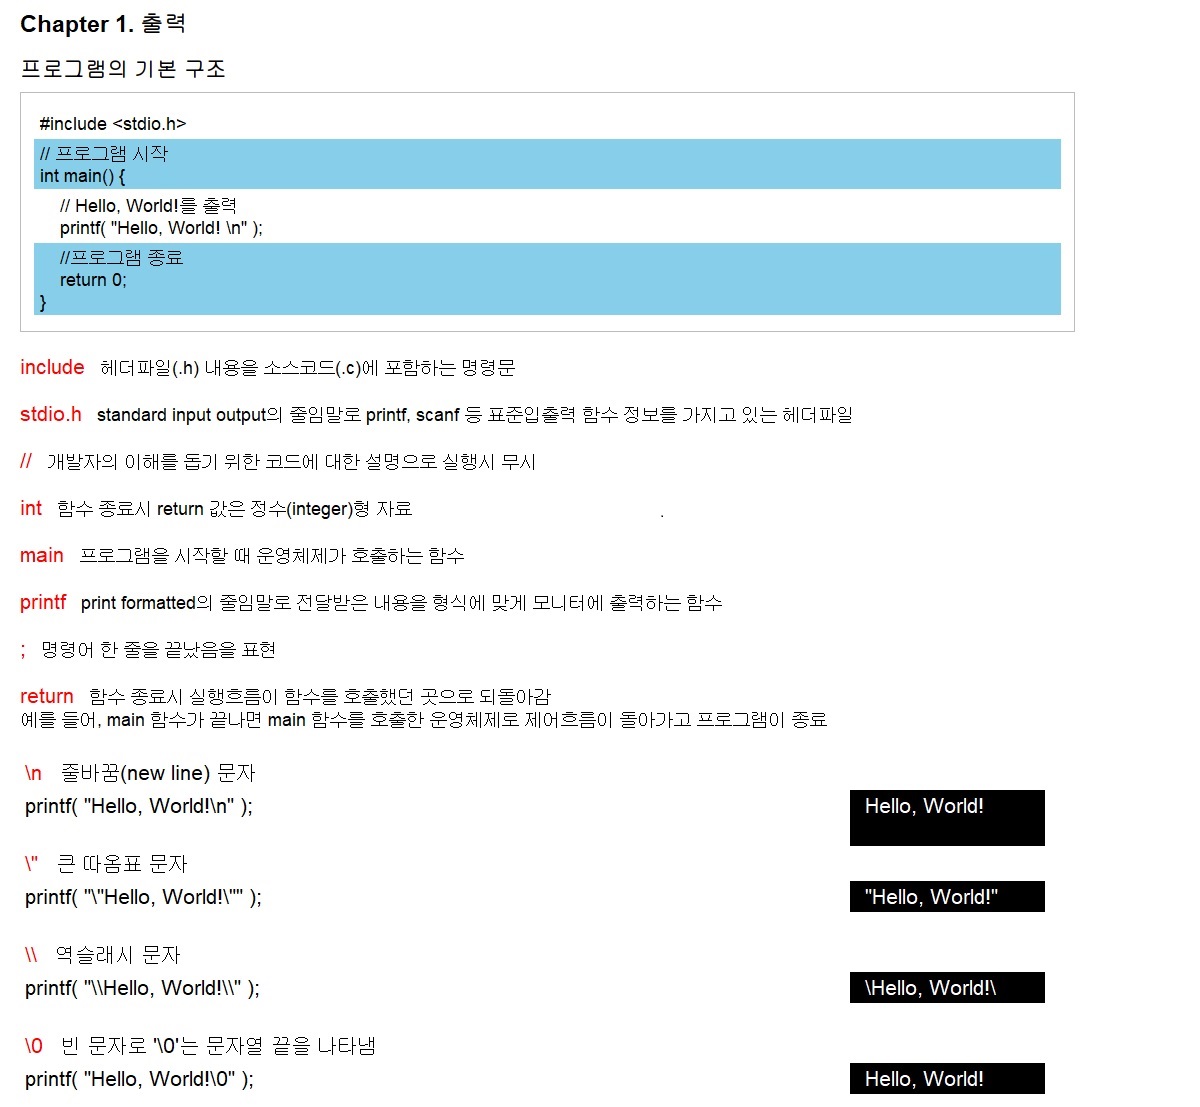 Chapter 1. 출력
프로그램의 기본 구조
#include <stdio.h>
// 프로그램 시작
int main() {
// Hello, World!를 출력
printf( "Hello, World! \n" );
//프로그램 종료
return 0;
}
include 헤더파일(.h) 내용을 소스코드(.c)에 포함하는 명령문
stdio.h standard input output의 줄임말로 printf, scanf 등 표준입출력 함수 정보를 가지고 있는 헤더파일
// 개발자의 이해를 돕기 위한 코드에 대한 설명으로 실행시 무시
int 함수 종료시 return 값은 정수(integer)형 자료 .
main 프로그램을 시작할 때 운영체제가 호출하는 함수
printf print formatted의 줄임말로 전달받은 내용을 형식에 맞게 모니터에 출력하는 함수
; 명령어 한 줄을 끝났음을 표현
return 함수 종료시 실행흐름이 함수를 호출했던 곳으로 되돌아감
예를 들어, main 함수가 끝나면 main 함수를 호출한 운영체제로 제어흐름이 돌아가고 프로그램이 종료
\n 줄바꿈(new line) 문자
printf( "Hello, World!\n" ); Hello, World!
\" 큰 따옴표 문자
printf( "\"Hello, World!\"" ); "Hello, World!"
\\ 역슬래시 문자
printf( "\\Hello, World!\\" ); \Hello, World!\
\0 빈 문자로 '\0'는 문자열 끝을 나타냄
printf( "Hello, World!\0" ); Hello, World!